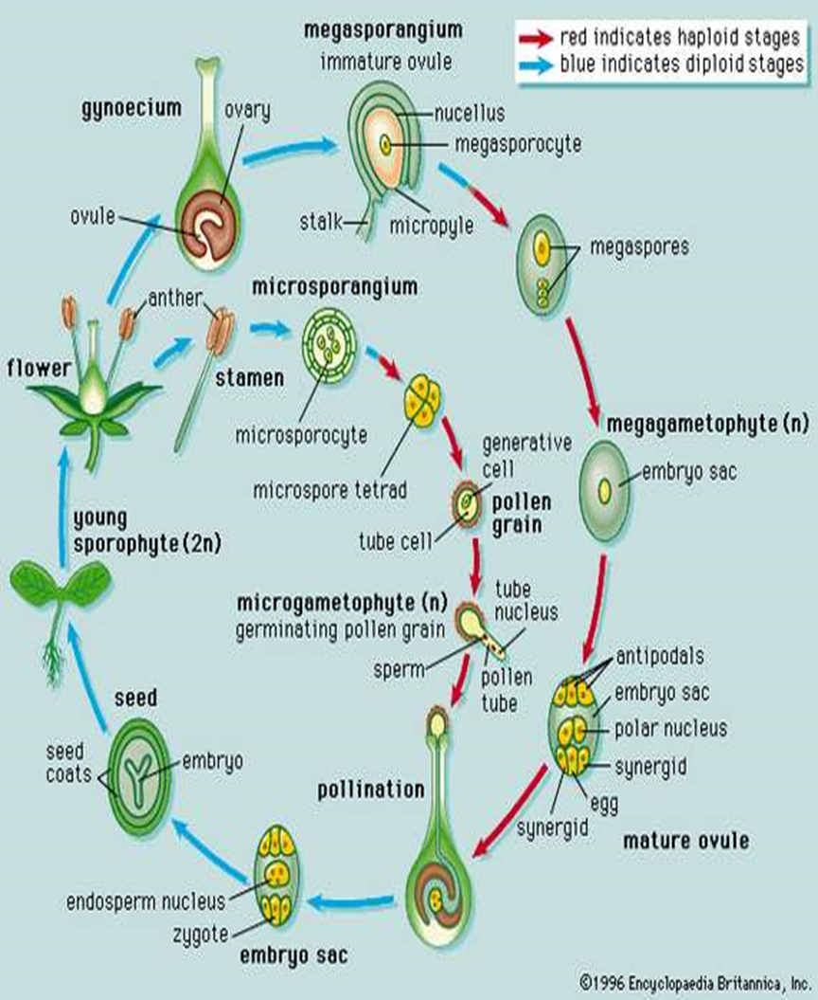 megasporangium
immature ovule
red indicates haploid stages
blue indicates diploid stages
gynoecium
ovary
nucellus
megasporocyte
ovule
stalk
micropyle
megaspores
microsporangium
anther
flower
stamen
microsporocyte
megagametophyte (n)
generative
cell
embryo sac
microspore tetrad
pollen
grain
young
sporophyte (2n)
tube cell
microgametophyte (n)
germinating pollen grain
tube
nucleus
sperm
pollen
tube
antipodals
embryo sac
polar nucleus
synergid
egg
synergid
mature ovule
seed
seed
coats
embryo
pollination
endosperm nucleus
zygote
embryo sac
©1996 Encyclopaedia Britannica, Inc.